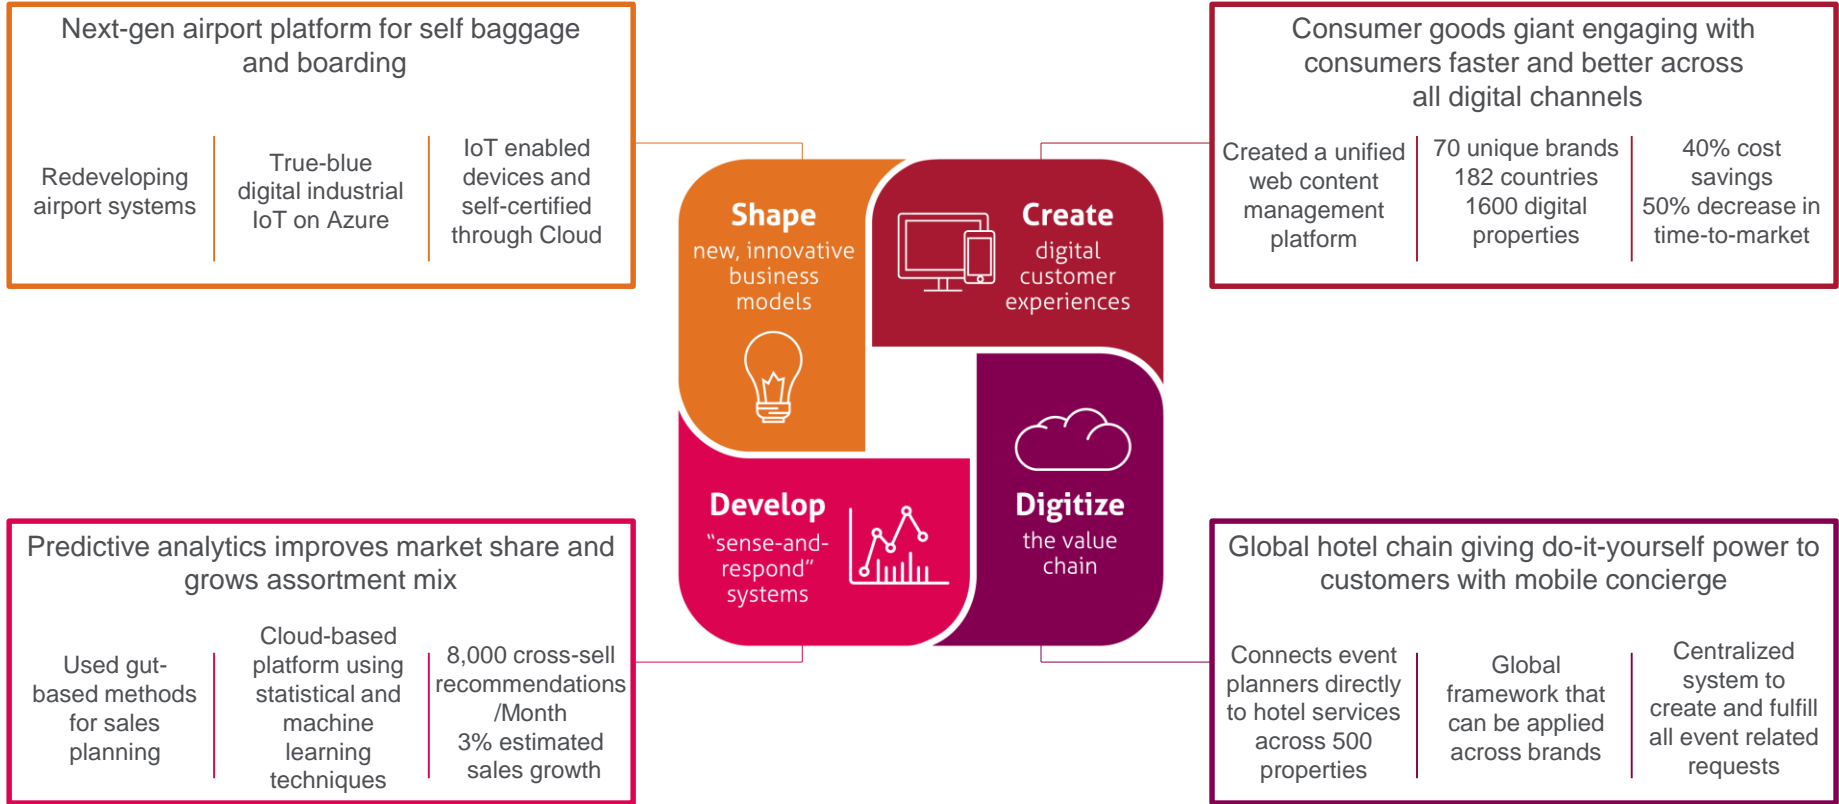 Next-gen airport platform for self baggage
and boarding
Redeveloping
airport systems
True-blue
digital industrial
IoT on Azure
IoT enabled
devices and
self-certified
through Cloud
Consumer goods giant engaging with
consumers faster and better across
all digital channels
Created a unified
web content
management
platform
70 unique brands
182 countries
1600 digital
properties
40% cost
savings
50% decrease in
time-to-market
Shape
new, innovative
business
models
Create
digital
customer
experiences
Develop
“sense-and-
respond”
systems
Digitize
the value
chain
Predictive analytics improves market share and
grows assortment mix
Used gut-
based methods
for sales
planning
Cloud-based
platform using
statistical and
machine
learning
techniques
8,000 cross-sell
recommendations
/Month
3% estimated
sales growth
Global hotel chain giving do-it-yourself power to
customers with mobile concierge
Connects event
planners directly
to hotel services
across 500
properties
Global
framework that
can be applied
across brands
Centralized
system to
create and fulfill
all event related
requests